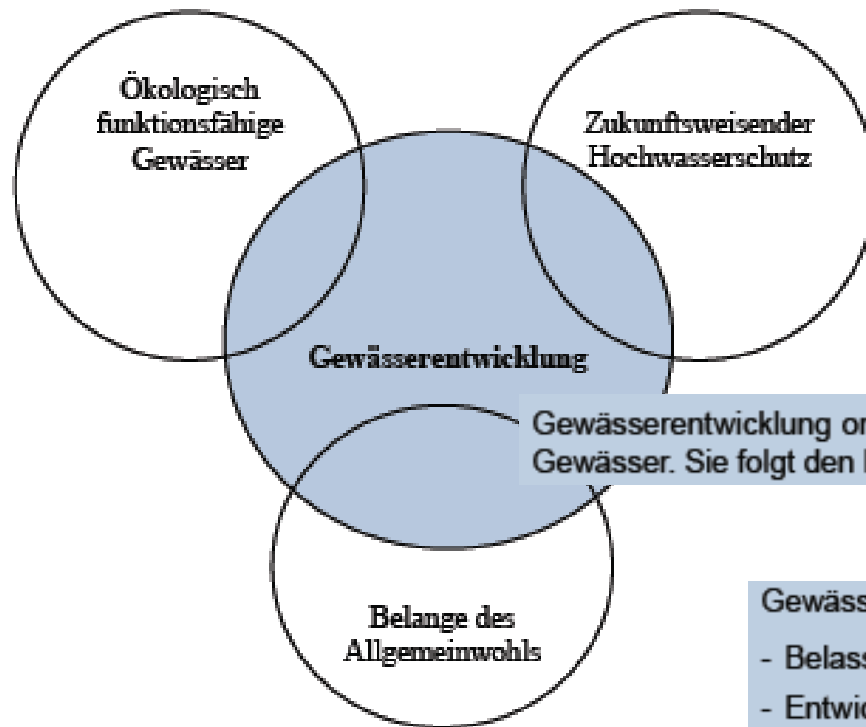 Ökologisch
funktionsfähige
Gewässer
Zukunftsweisender
Hochwasserschutz
Gewässerentwicklung
Gewässerentwicklung
Gewässer. Sie folgt den
Belange des
Allgemeinwohls